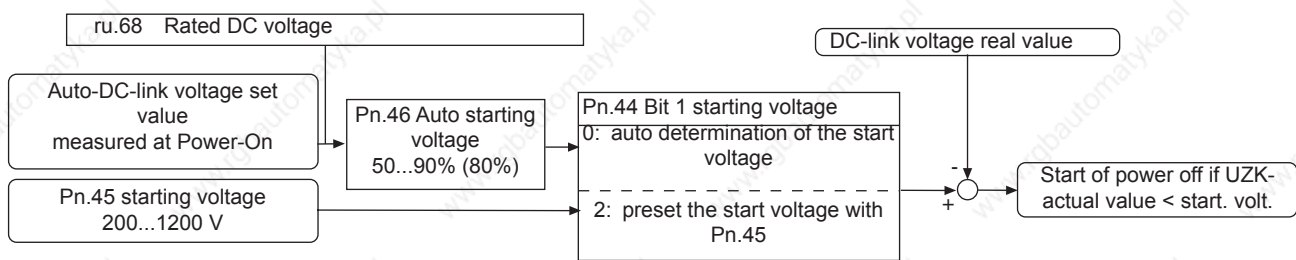 ru.68 Rated DC voltage
DC-link voltage real value
Auto-DC-link voltage set
value
measured at Power-On
Pn.46 Auto starting
voltage
50...90% (80%)
Pn.44 Bit 1 starting voltage
0: auto determination of the start
voltage
2: preset the start voltage with
Pn.45
Pn.45 starting voltage
200...1200 V
-
+
Start of power off if UZK-
actual value < start. volt.
www.rgbautomatyka.pl